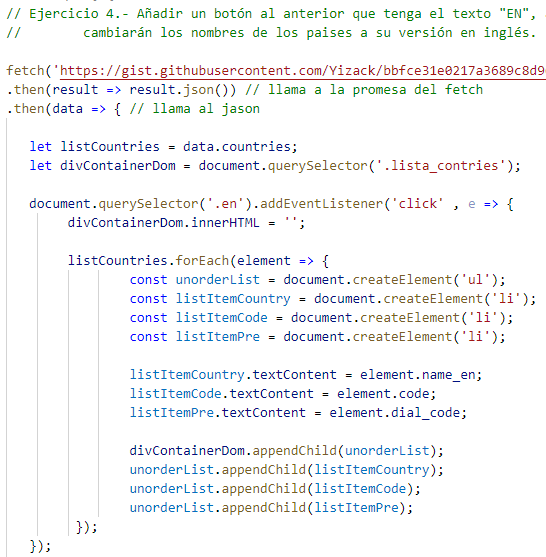 // Ejercicio 4.- Añadir un botón al anterior que tenga el texto "EN",
// cambiarán los nombres de los paises a su versión en inglés.
fetch('https://gist.githubusercontent.com/Yizack/bbfce31e0217a3689c8d9
.then(result => result.json()) // llama a la promesa del fetch
.then(data => { // llama al jason
let listCountries = data.countries;
let divContainerDom = document.querySelector('.lista_contries');
document.querySelector('.en').addEventListener('click' , e => {
divContainerDom.innerHTML = '';
listCountries.forEach(element => {
const unorderList = document.createElement('ul');
const listItemCountry = document.createElement('li');
const listItemCode = document.createElement('li');
const listItemPre = document.createElement('li');
listItemCountry.textContent = element.name_en;
listItemCode.textContent = element.code;
listItemPre.textContent = element.dial_code;
divContainerDom.appendChild(unorderList);
unorderList.appendChild(listItemCountry);
unorderList.appendChild(listItemCode);
unorderList.appendChild(listItemPre);
});
});